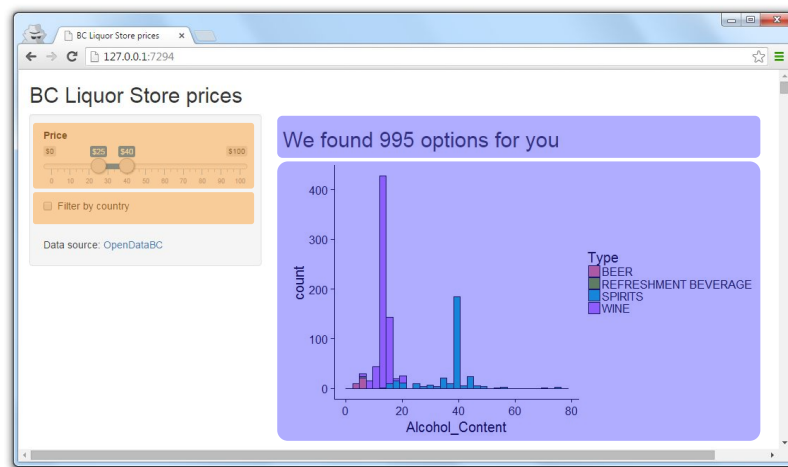 BC Liquor Store prices
127.0.0.1:7294
BC Liquor Store prices
Price
$0 $25 $40 $100
0 10 20 30 40 50 60 70 80 90 100
Filter by country
Data source: OpenDataBC
We found 995 options for you
400
300
200
100
0
count
0 20 40 60 80
Alcohol_Content
Type
BEER
REFRESHMENT BEVERAGE
SPIRITS
WINE